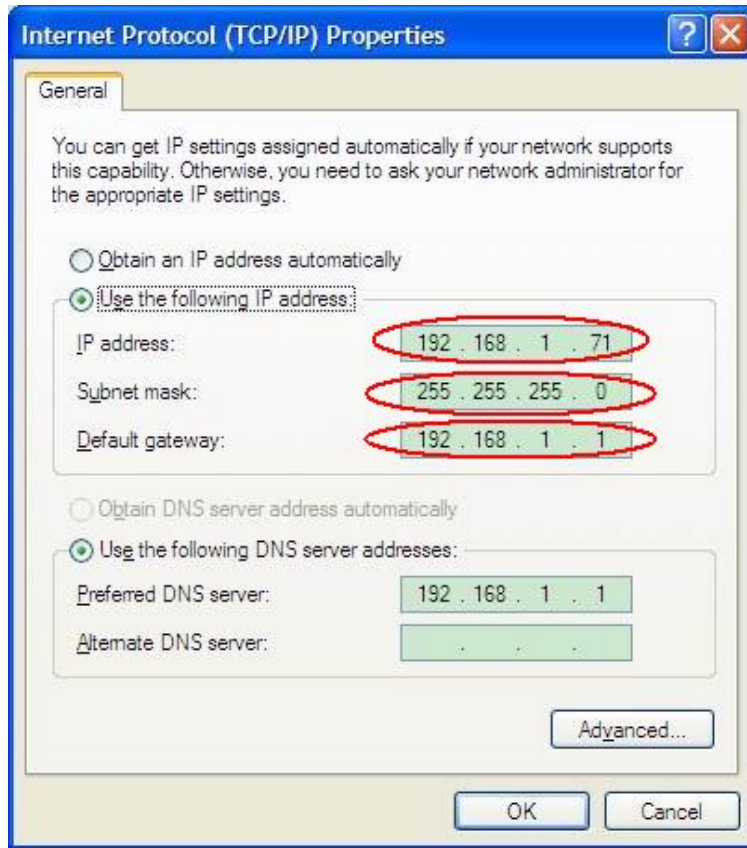 Internet Protocol (TCP/IP) Properties
General
You can get IP settings assigned automatically if your network supports
this capability. Otherwise, you need to ask your network administrator for
the appropriate IP settings.
Obtain an IP address automatically
Use the following IP address:
IP address: 192 . 168 . 1 . 71
Subnet mask: 255 . 255 . 255 . 0
Default gateway: 192 . 168 . 1 . 1
Obtain DNS server address automatically
Use the following DNS server addresses:
Preferred DNS server: 192 . 168 . 1 . 1
Alternate DNS server: . . .
Advanced...
OK Cancel